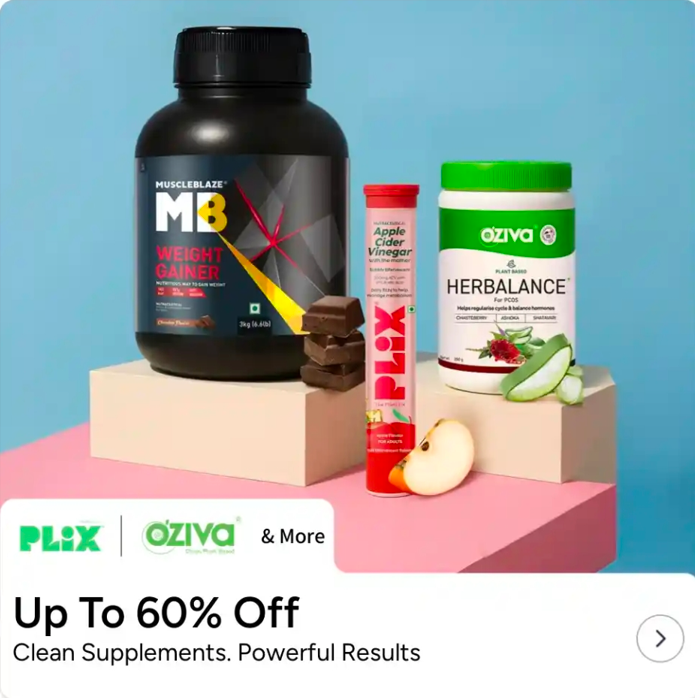 MUSCLEBLAZE
MB
WEIGHT
GAINER
NUTRITIOUS WAY TO GAIN WEIGHT
3kg (6.6lb)
Apple
Cider
Vinegar
PLiX
OZiVA
PLANT BASED
HERBALANCE
For PCOS
Helps regularise cycle & balance hormones
CHASTEBERRY ASHOKA SHATAVARI
PLiX OZiVA & More
Up To 60% Off
Clean Supplements. Powerful Results